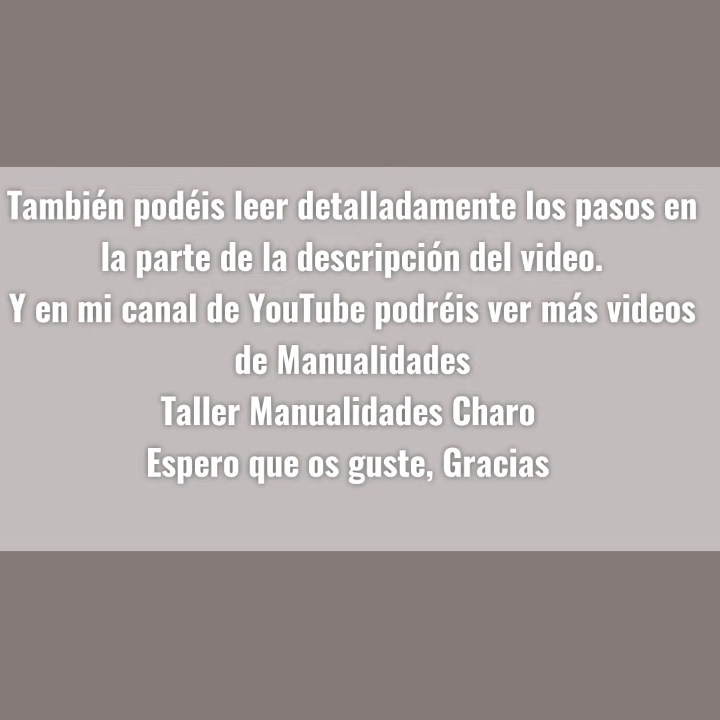 También podéis leer detalladamente los pasos en
la parte de la descripción del video.
Y en mi canal de YouTube podréis ver más videos
de Manualidades
Taller Manualidades Charo
Espero que os guste, Gracias